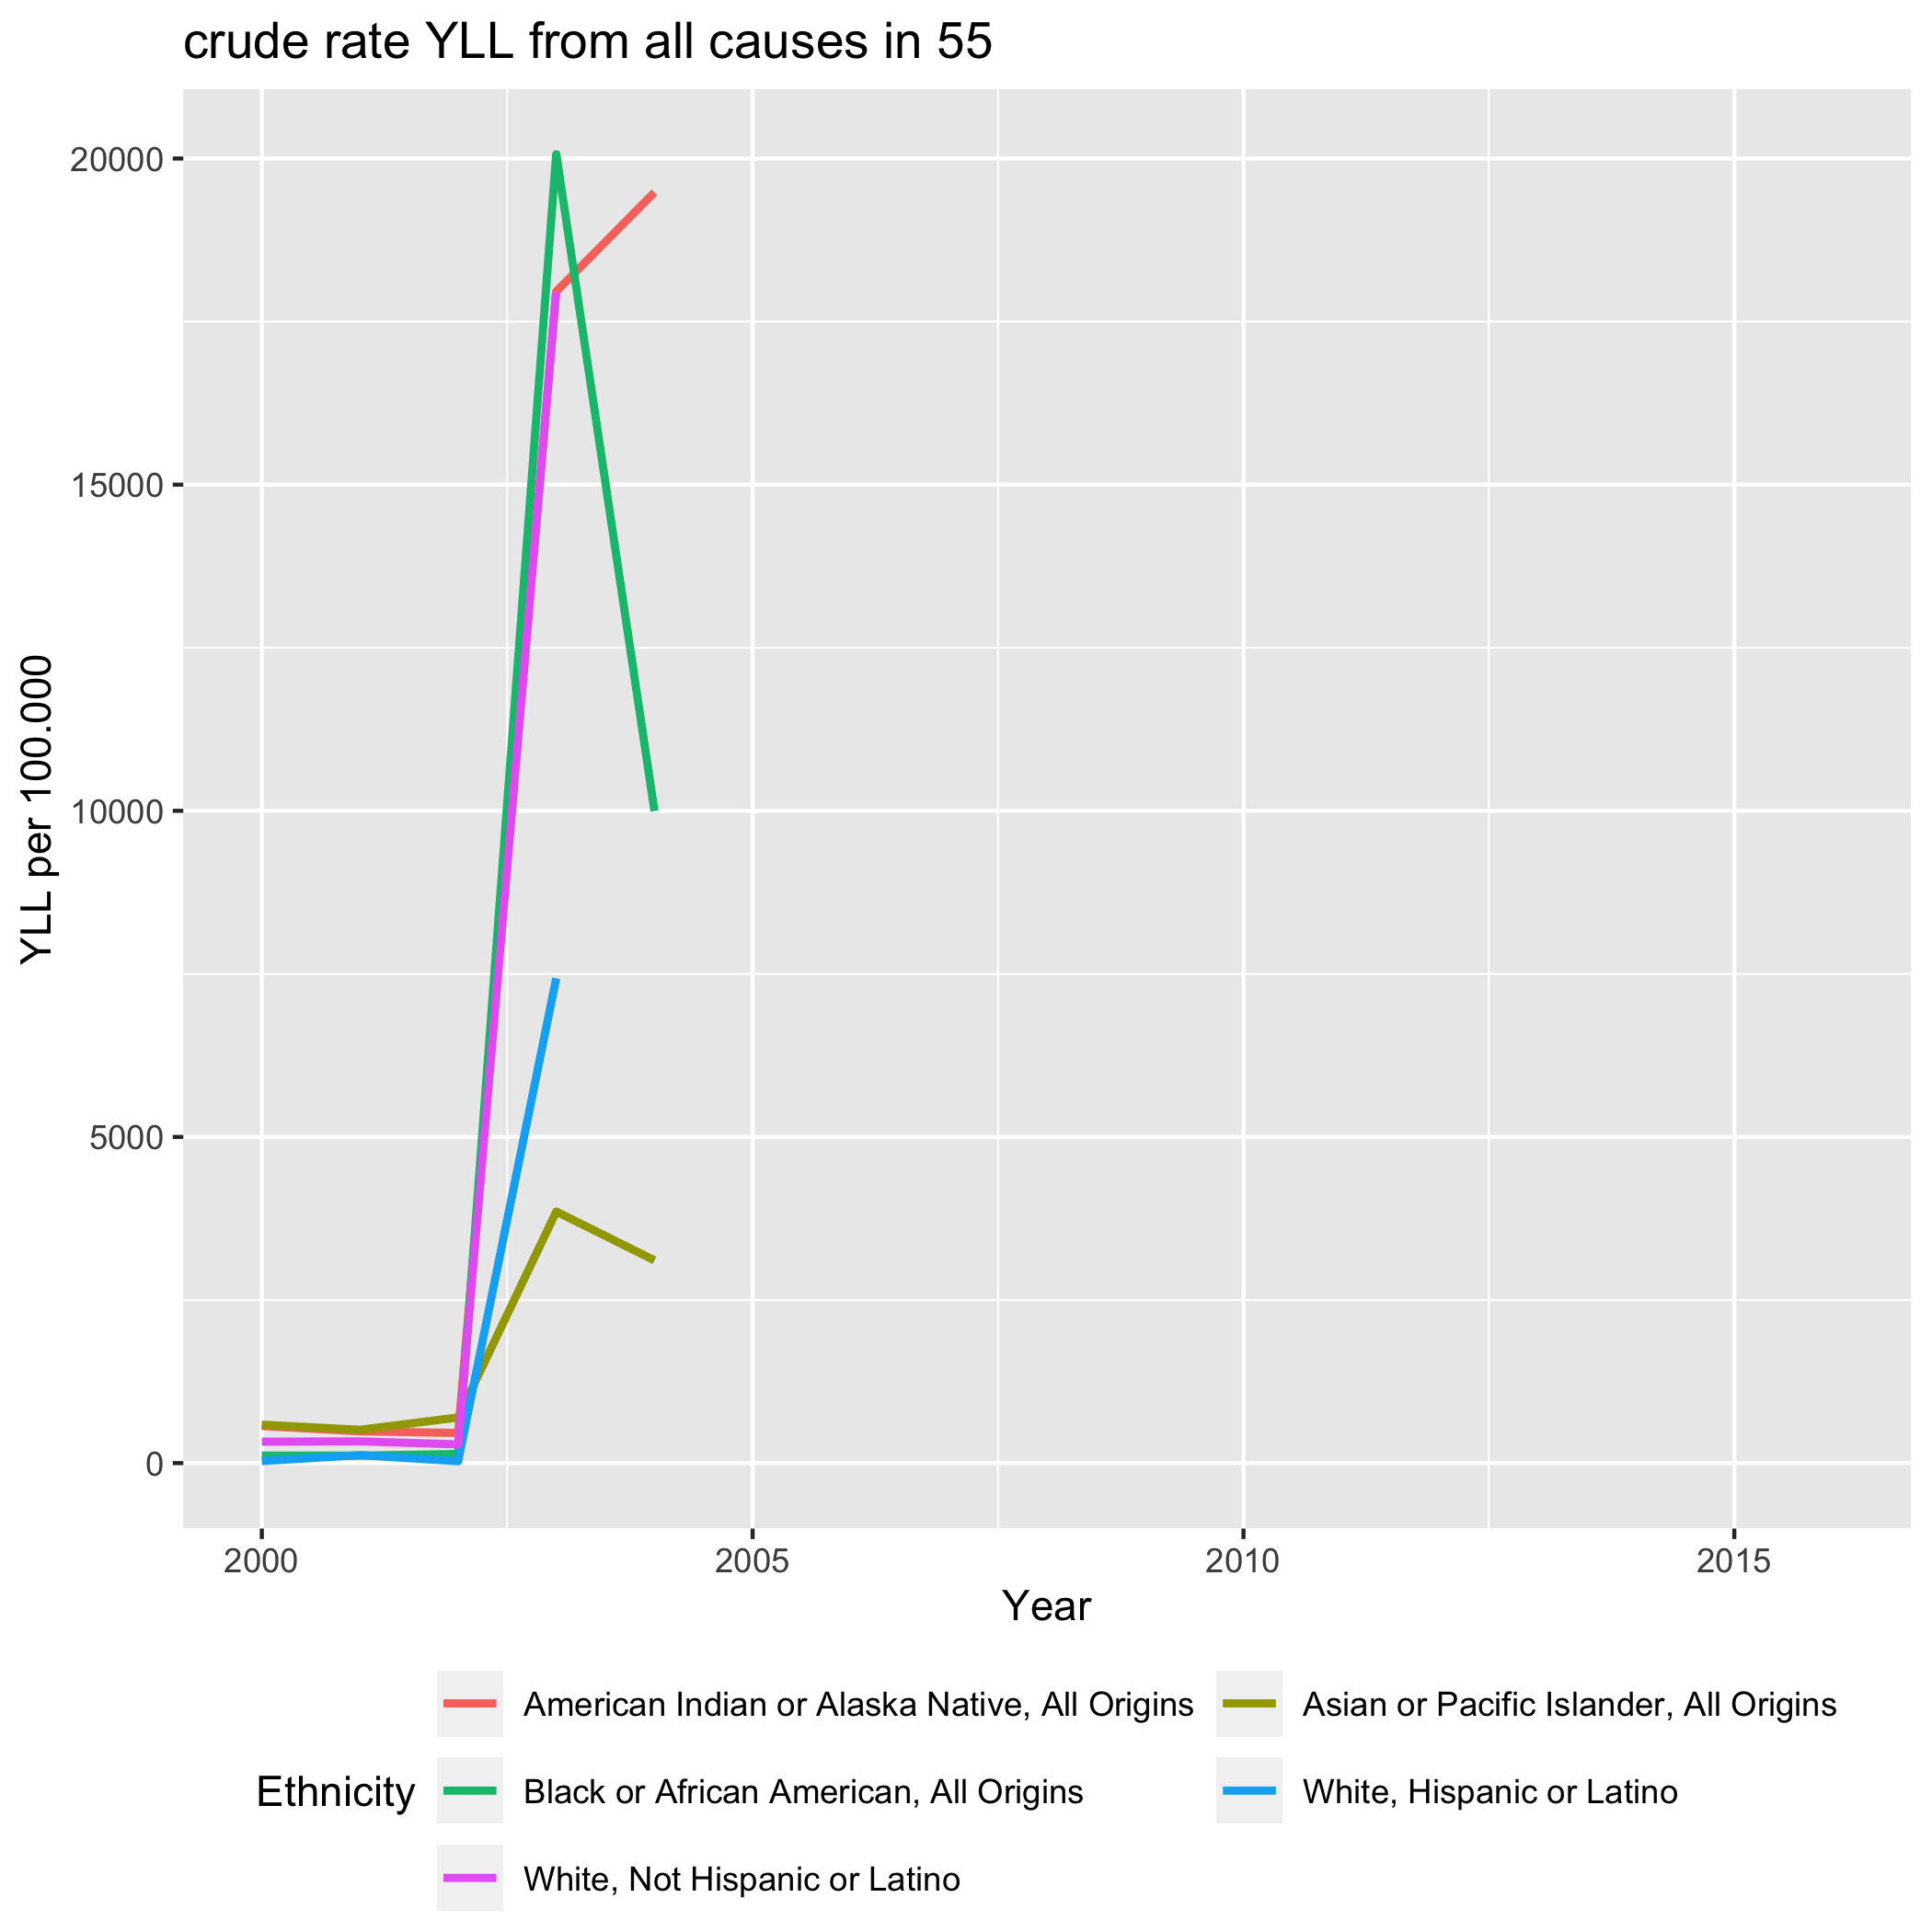 crude rate YLL from all causes in 55
20000
15000
10000
5000
0
YLL per 100.000
2000 2005 2010 2015
Year
Ethnicity
American Indian or Alaska Native, All Origins
Asian or Pacific Islander, All Origins
Black or African American, All Origins
White, Hispanic or Latino
White, Not Hispanic or Latino